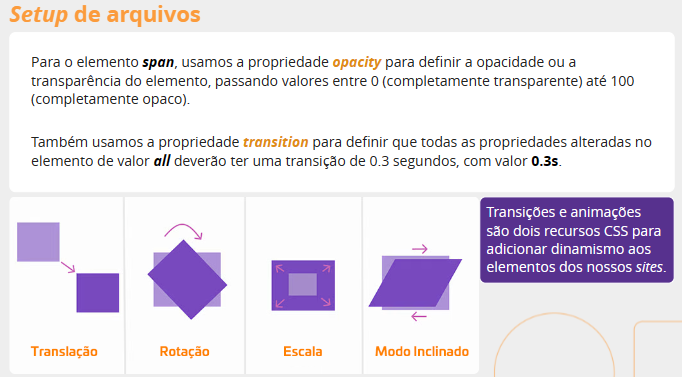 Setup de arquivos
Para o elemento span, usamos a propriedade opacity para definir a opacidade ou a
transparência do elemento, passando valores entre 0 (completamente transparente) até 100
(completamente opaco).
Também usamos a propriedade transition para definir que todas as propriedades alteradas no
elemento de valor all deverão ter uma transição de 0.3 segundos, com valor 0.3s.
Translação
Rotação
Escala
Modo Inclinado
Transições e animações
são dois recursos CSS para
adicionar dinamismo aos
elementos dos nossos sites.